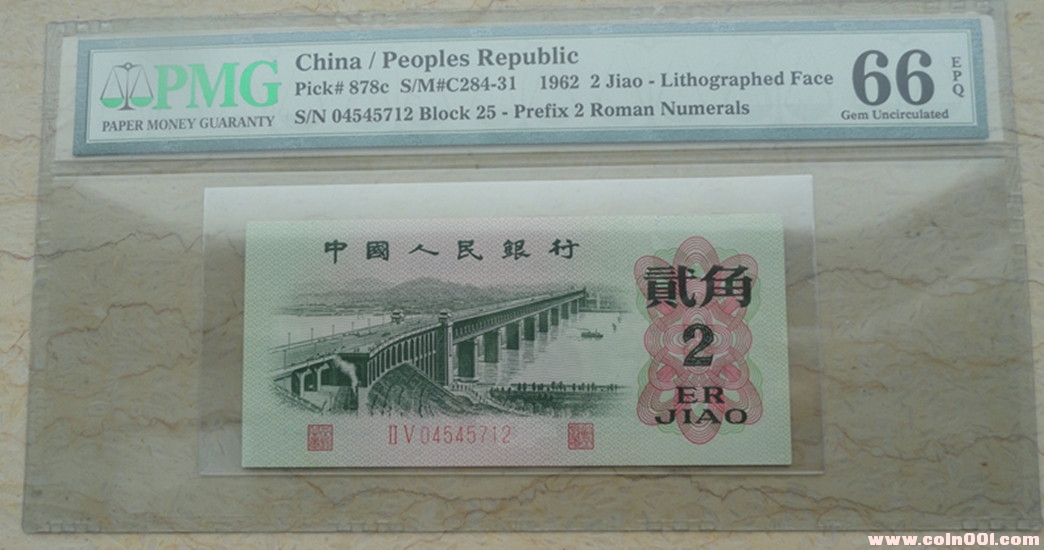 PMG
PAPER MONEY GUARANTY
China / Peoples Republic
Pick# 878c S/M#C284-31 1962 2 Jiao - Lithographed Face
S/N 04545712 Block 25 - Prefix 2 Roman Numerals
66 EPQ
Gem Uncirculated
中國人民銀行
貳角
2
ER
JIAO
ⅡⅤ04545712
www.coin001.com